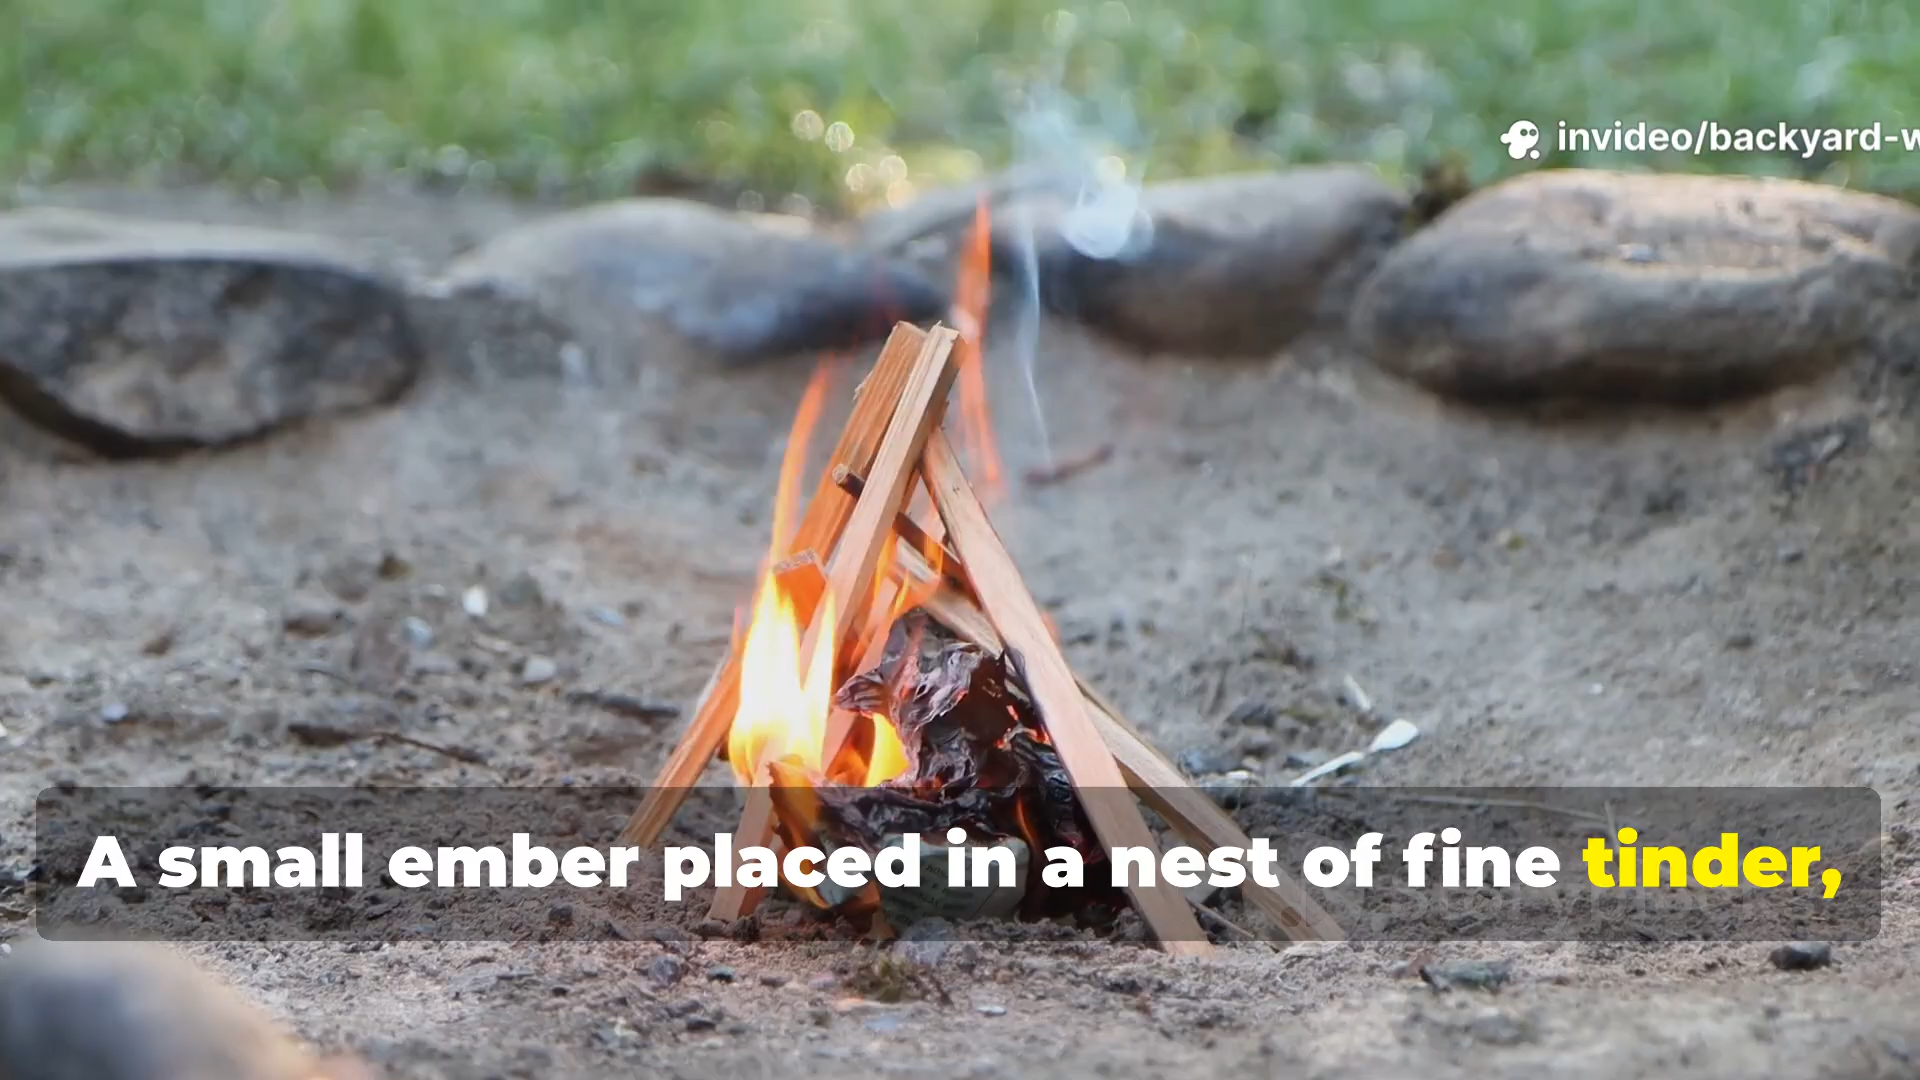 invideo/backyard-w
A small ember placed in a nest of fine tinder,